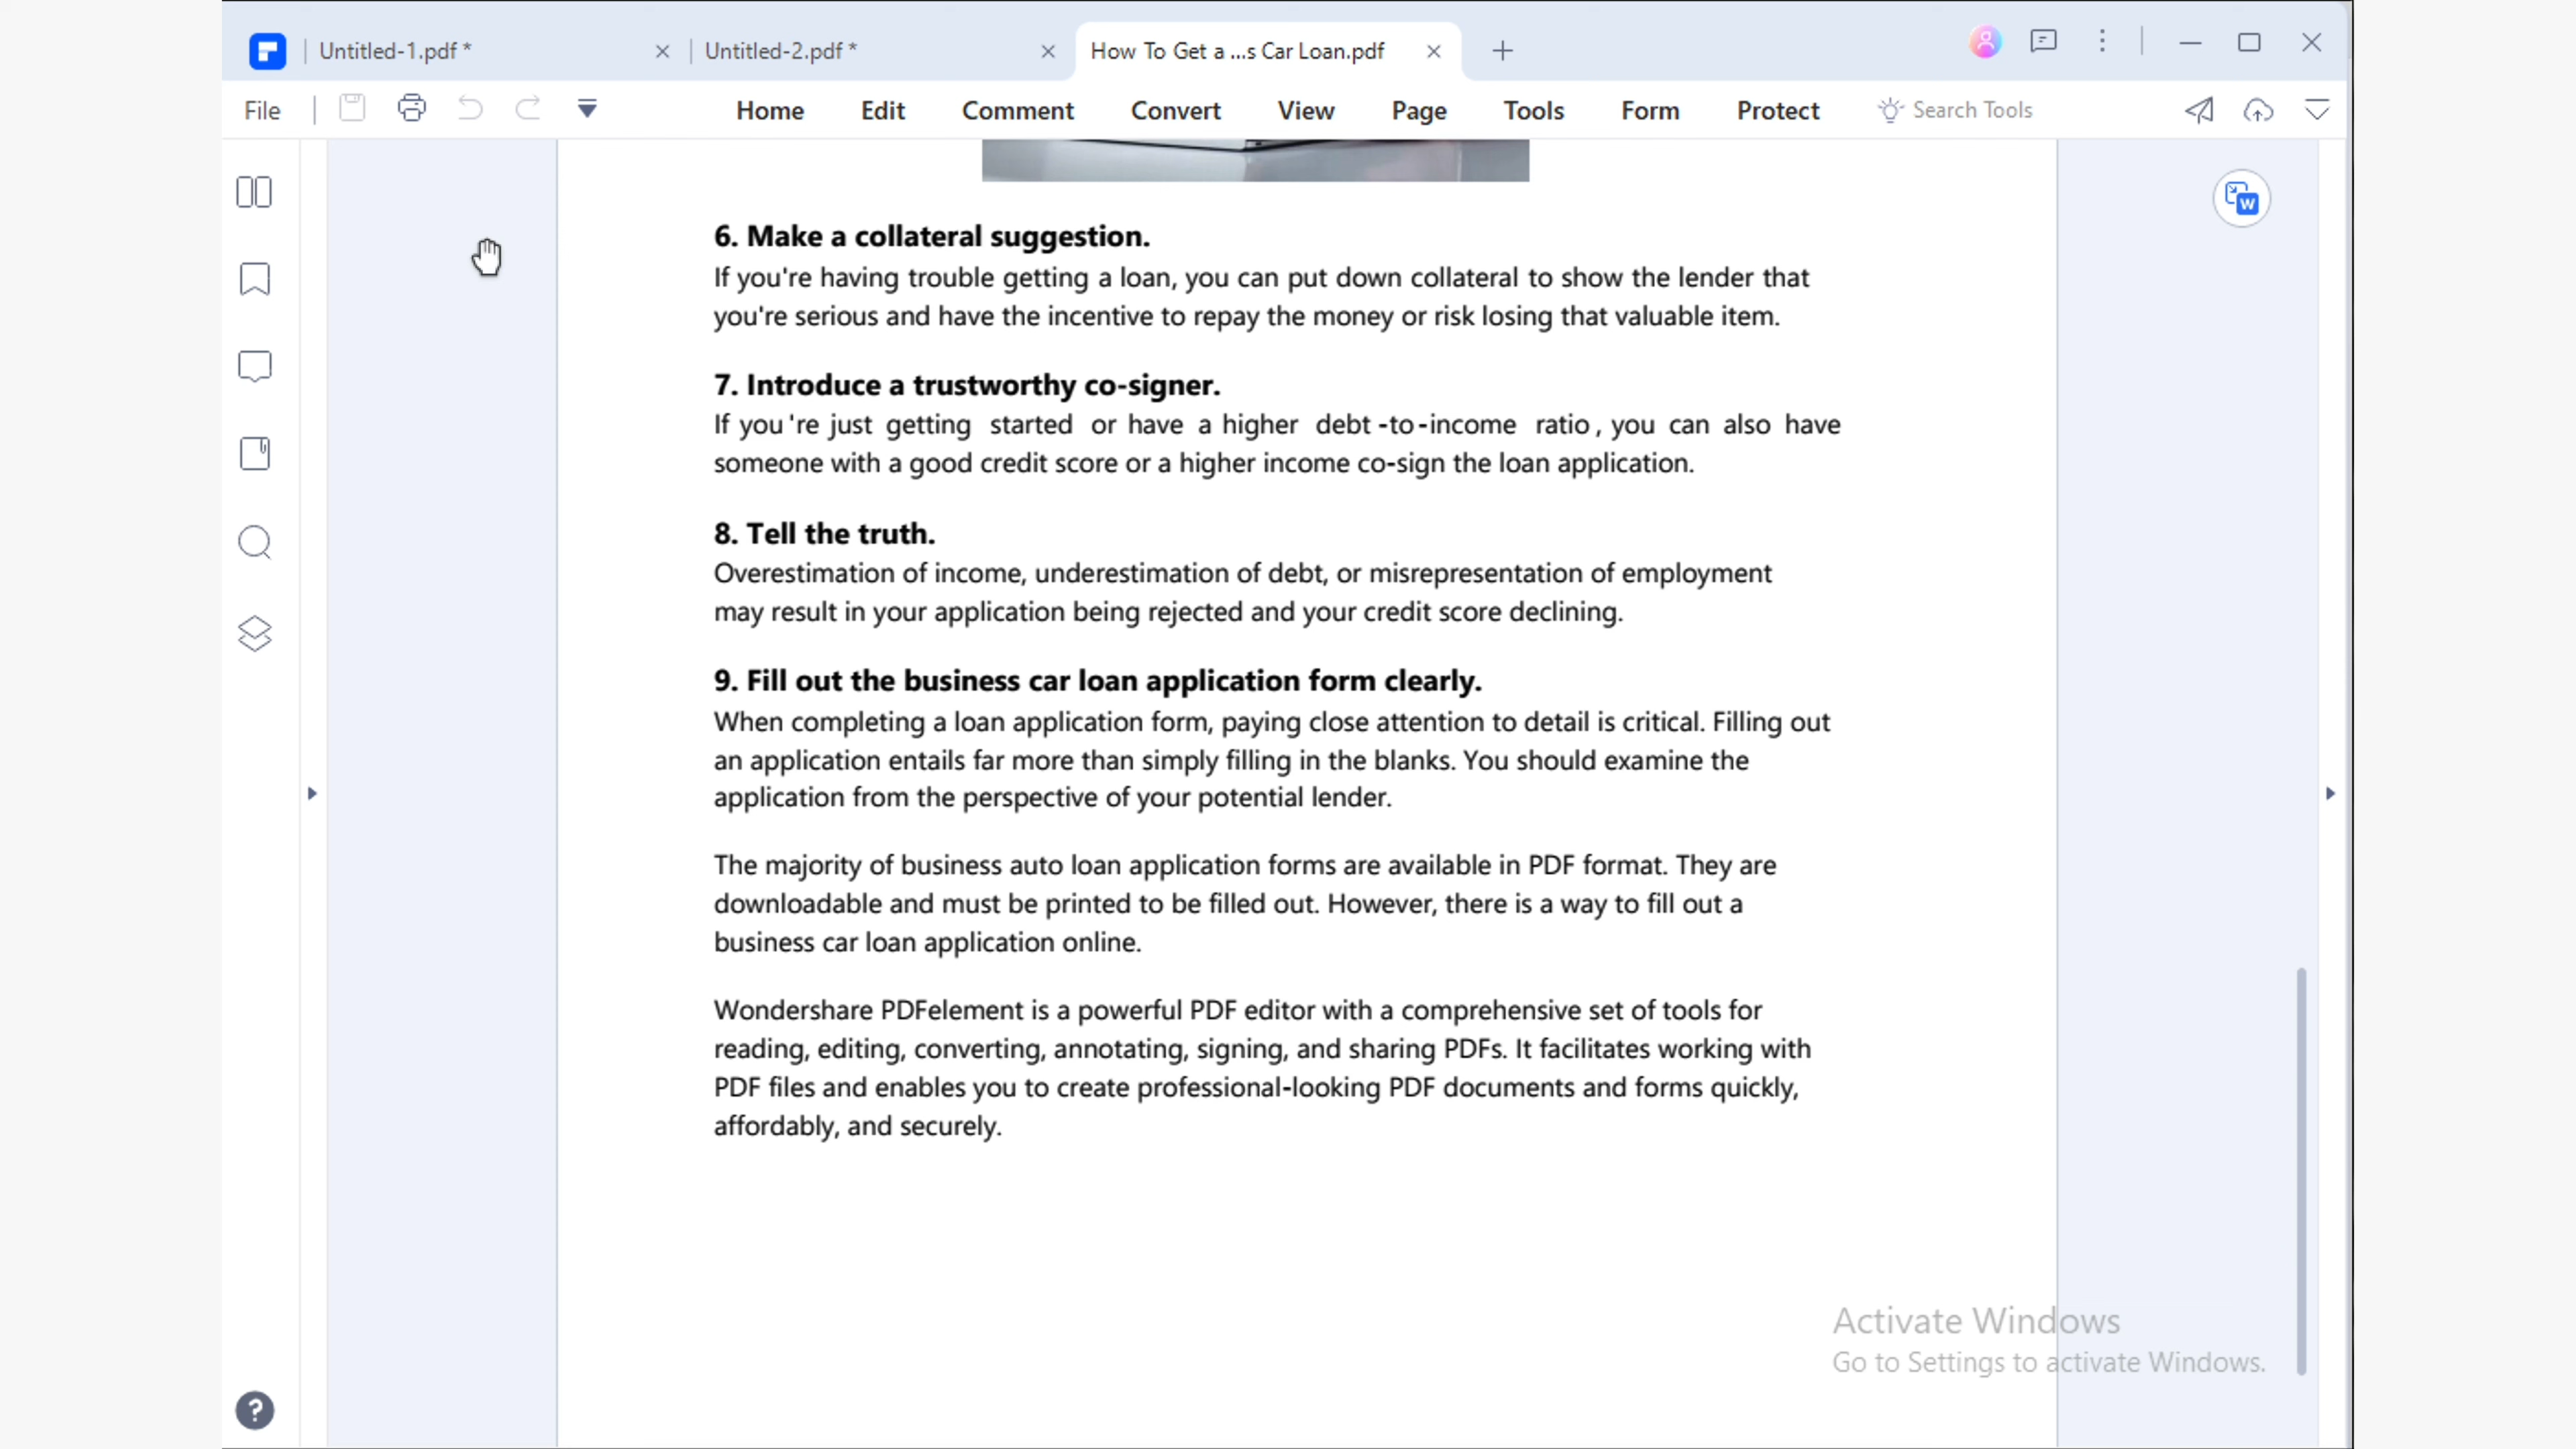 Untitled-1.pdf *
Untitled-2.pdf *
How To Get a ...s Car Loan.pdf
File
Home
Edit
Comment
Convert
View
Page
Tools
Form
Protect
Search Tools
W
6. Make a collateral suggestion.
If you're having trouble getting a loan, you can put down collateral to show the lender that
you're serious and have the incentive to repay the money or risk losing that valuable item.
7. Introduce a trustworthy co-signer.
If you 're just getting started or have a higher debt -to-income ratio , you can also have
someone with a good credit score or a higher income co-sign the loan application.
8. Tell the truth.
Overestimation of income, underestimation of debt, or misrepresentation of employment
may result in your application being rejected and your credit score declining.
9. Fill out the business car loan application form clearly.
When completing a loan application form, paying close attention to detail is critical. Filling out
an application entails far more than simply filling in the blanks. You should examine the
application from the perspective of your potential lender.
The majority of business auto loan application forms are available in PDF format. They are
downloadable and must be printed to be filled out. However, there is a way to fill out a
business car loan application online.
Wondershare PDFelement is a powerful PDF editor with a comprehensive set of tools for
reading, editing, converting, annotating, signing, and sharing PDFs. It facilitates working with
PDF files and enables you to create professional-looking PDF documents and forms quickly,
affordably, and securely.
Activate Windows
Go to Settings to activate Windows.
?